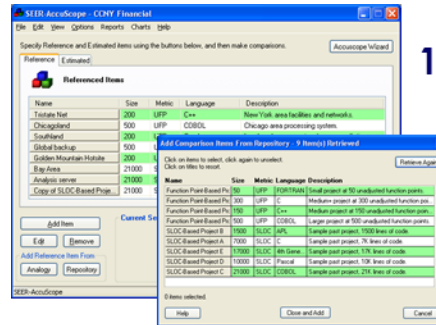 SEER AccuScope - CCNY Financial
File Edit View Options Reports Charts Help
Specify Reference and Estimated items using the buttons below, and then make comparisons.
Accuscope Wizard
1
Reference Estimated
Referenced Items
Name Size Metric Language Description
Tristate Net 200 UFP C++ New York area facilities and networks.
Chicagoland 500 UFP COBOL Chicago area processing system.
Southland 200
Global backup 500
Golden Mountain Hotsite 200
Bay Area 21000
Analysis server 21000
Copy of SLOC-Based Proje... 21000
Add Item
Edit Remove
Current Se
Add Reference Item From
Analogy Repository
SEER-AccuScope
Add Comparison Items From Repository - 9 Item(s) Retrieved
Click on items to select, click again to unselect.
Click on titles to resort.
Retrieve Again
Name Size Metric Language Description
Function Point-Based Pro 50 UFP FORTRAN Small project at 50 unadjusted function points.
Function Point-Based Pro 300 UFP C Medium+ project at 300 unadjusted function poi...
Function Point-Based Pro 150 UFP C++ Medium project at 150 unadjusted function poin...
Function Point-Based Pro 500 UFP COBOL Larger project at 500 unadjusted function points.
SLOC-Based Project B 1500 SLOC APL Sample past project, 1500 lines of code.
SLOC-Based Project A 7000 SLOC C Sample past project, 7K lines of code.
SLOC-Based Project E 17000 SLOC 4th Gene... Sample past project, 17K lines of code.
SLOC-Based Project D 10000 SLOC Pascal Sample past project, 10K lines of code.
SLOC-Based Project C 21000 SLOC COBOL Sample past project, 21K lines of code.
0 items selected.
Help Close and Add Cancel